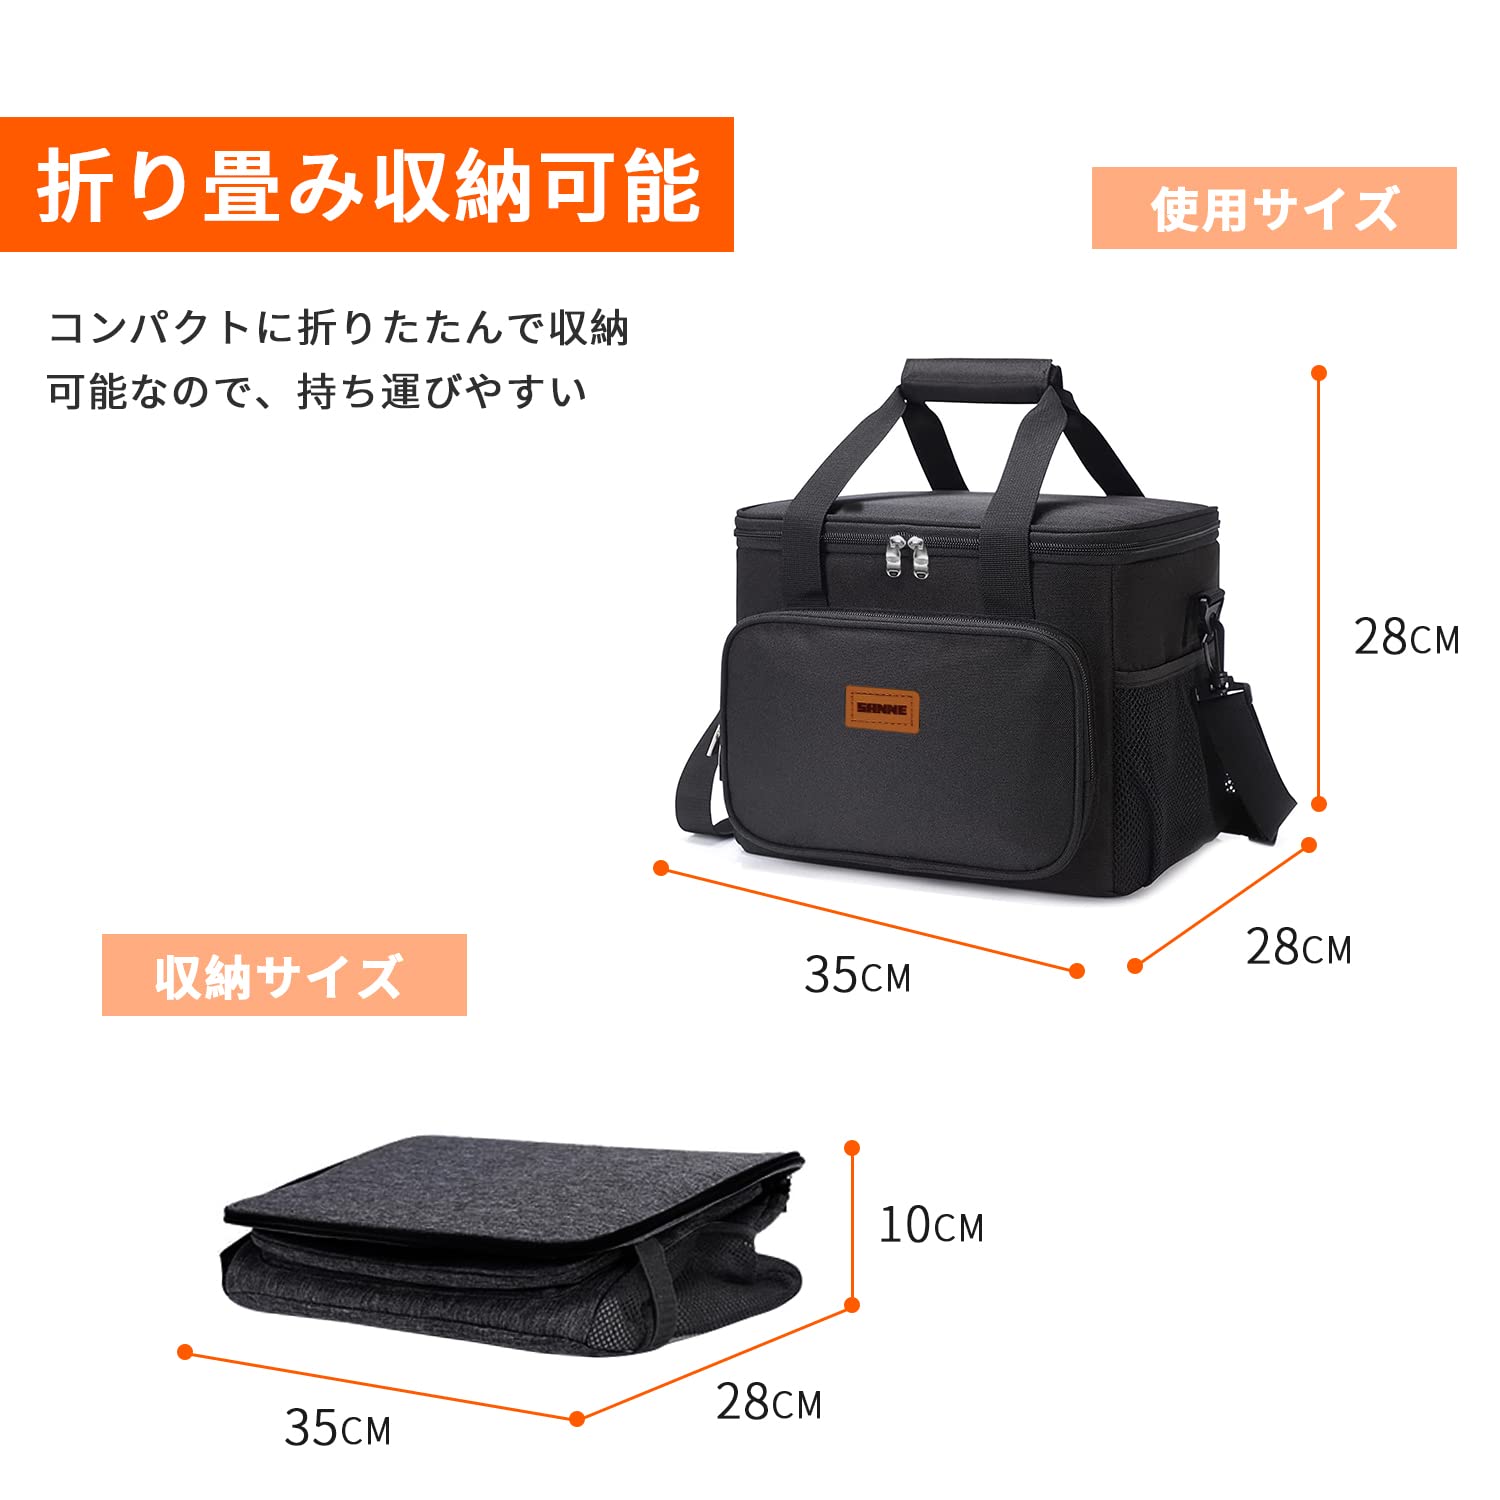 折り畳み収納可能
使用サイズ
コンパクトに折りたたんで収納
可能なので、持ち運びやすい
SANNE
28CM
28CM
35CM
収納サイズ
10CM
28CM
35CM